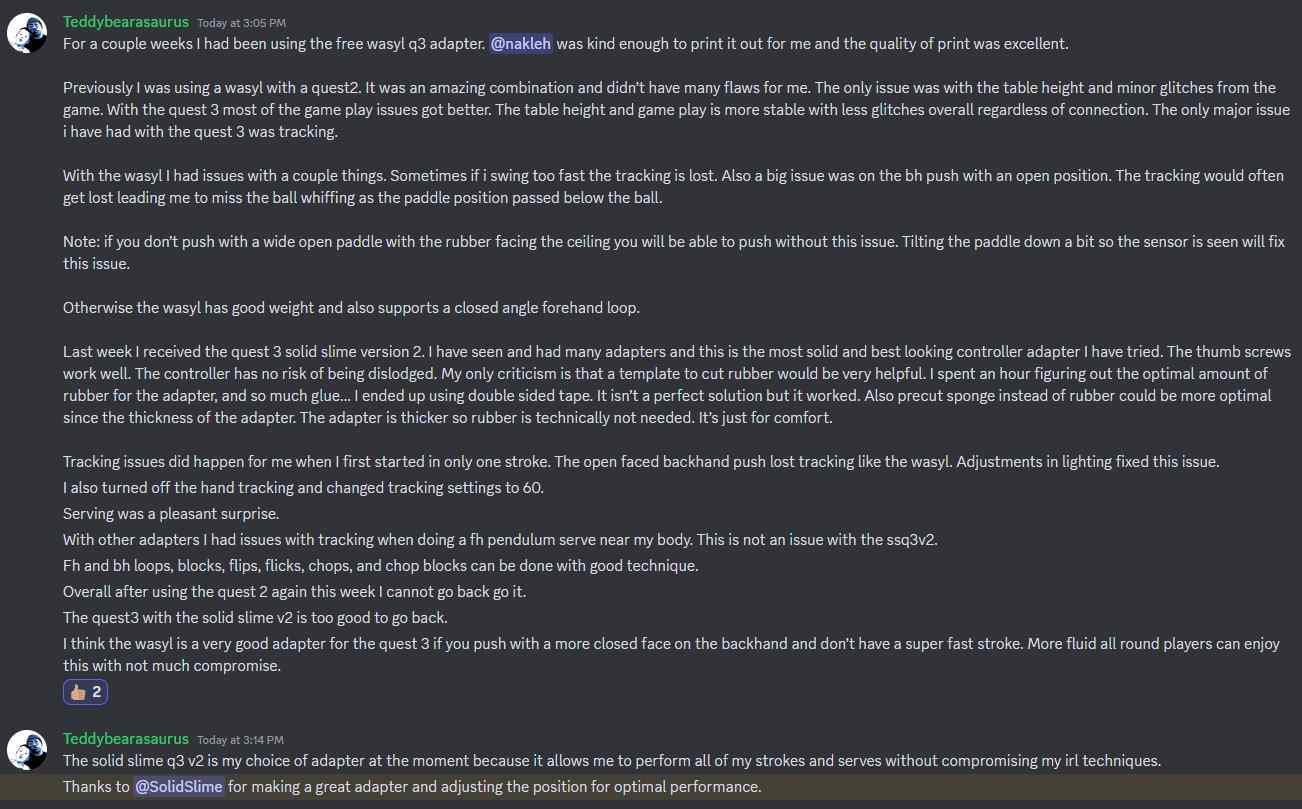 Teddybearasaurus Today at 3:05 PM
For a couple weeks I had been using the free wasyl q3 adapter. @nakleh was kind enough to print it out for me and the quality of print was excellent.
Previously I was using a wasyl with a quest2. It was an amazing combination and didn't have many flaws for me. The only issue was with the table height and minor glitches from the
game. With the quest 3 most of the game play issues got better. The table height and game play is more stable with less glitches overall regardless of connection. The only major issue
i have had with the quest 3 was tracking.
With the wasyl I had issues with a couple things. Sometimes if i swing too fast the tracking is lost. Also a big issue was on the bh push with an open position. The tracking would often
get lost leading me to miss the ball whiffing as the paddle position passed below the ball.
Note: if you don't push with a wide open paddle with the rubber facing the ceiling you will be able to push without this issue. Tilting the paddle down a bit so the sensor is seen will fix
this issue.
Otherwise the wasyl has good weight and also supports a closed angle forehand loop.
Last week I received the quest 3 solid slime version 2. I have seen and had many adapters and this is the most solid and best looking controller adapter I have tried. The thumb screws
work well. The controller has no risk of being dislodged. My only criticism is that a template to cut rubber would be very helpful. I spent an hour figuring out the optimal amount of
rubber for the adapter, and so much glue... I ended up using double sided tape. It isn't a perfect solution but it worked. Also precut sponge instead of rubber could be more optimal
since the thickness of the adapter. The adapter is thicker so rubber is technically not needed. It's just for comfort.
Tracking issues did happen for me when I first started in only one stroke. The open faced backhand push lost tracking like the wasyl. Adjustments in lighting fixed this issue.
I also turned off the hand tracking and changed tracking settings to 60.
Serving was a pleasant surprise.
With other adapters I had issues with tracking when doing a fh pendulum serve near my body. This is not an issue with the ssq3v2.
Fh and bh loops, blocks, flips, flicks, chops, and chop blocks can be done with good technique.
Overall after using the quest 2 again this week I cannot go back go it.
The quest3 with the solid slime v2 is too good to go back.
I think the wasyl is a very good adapter for the quest 3 if you push with a more closed face on the backhand and don't have a super fast stroke. More fluid all round players can enjoy
this with not much compromise.
2
Teddybearasaurus Today at 3:14 PM
The solid slime q3 v2 is my choice of adapter at the moment because it allows me to perform all of my strokes and serves without compromising my irl techniques.
Thanks to @SolidSlime for making a great adapter and adjusting the position for optimal performance.